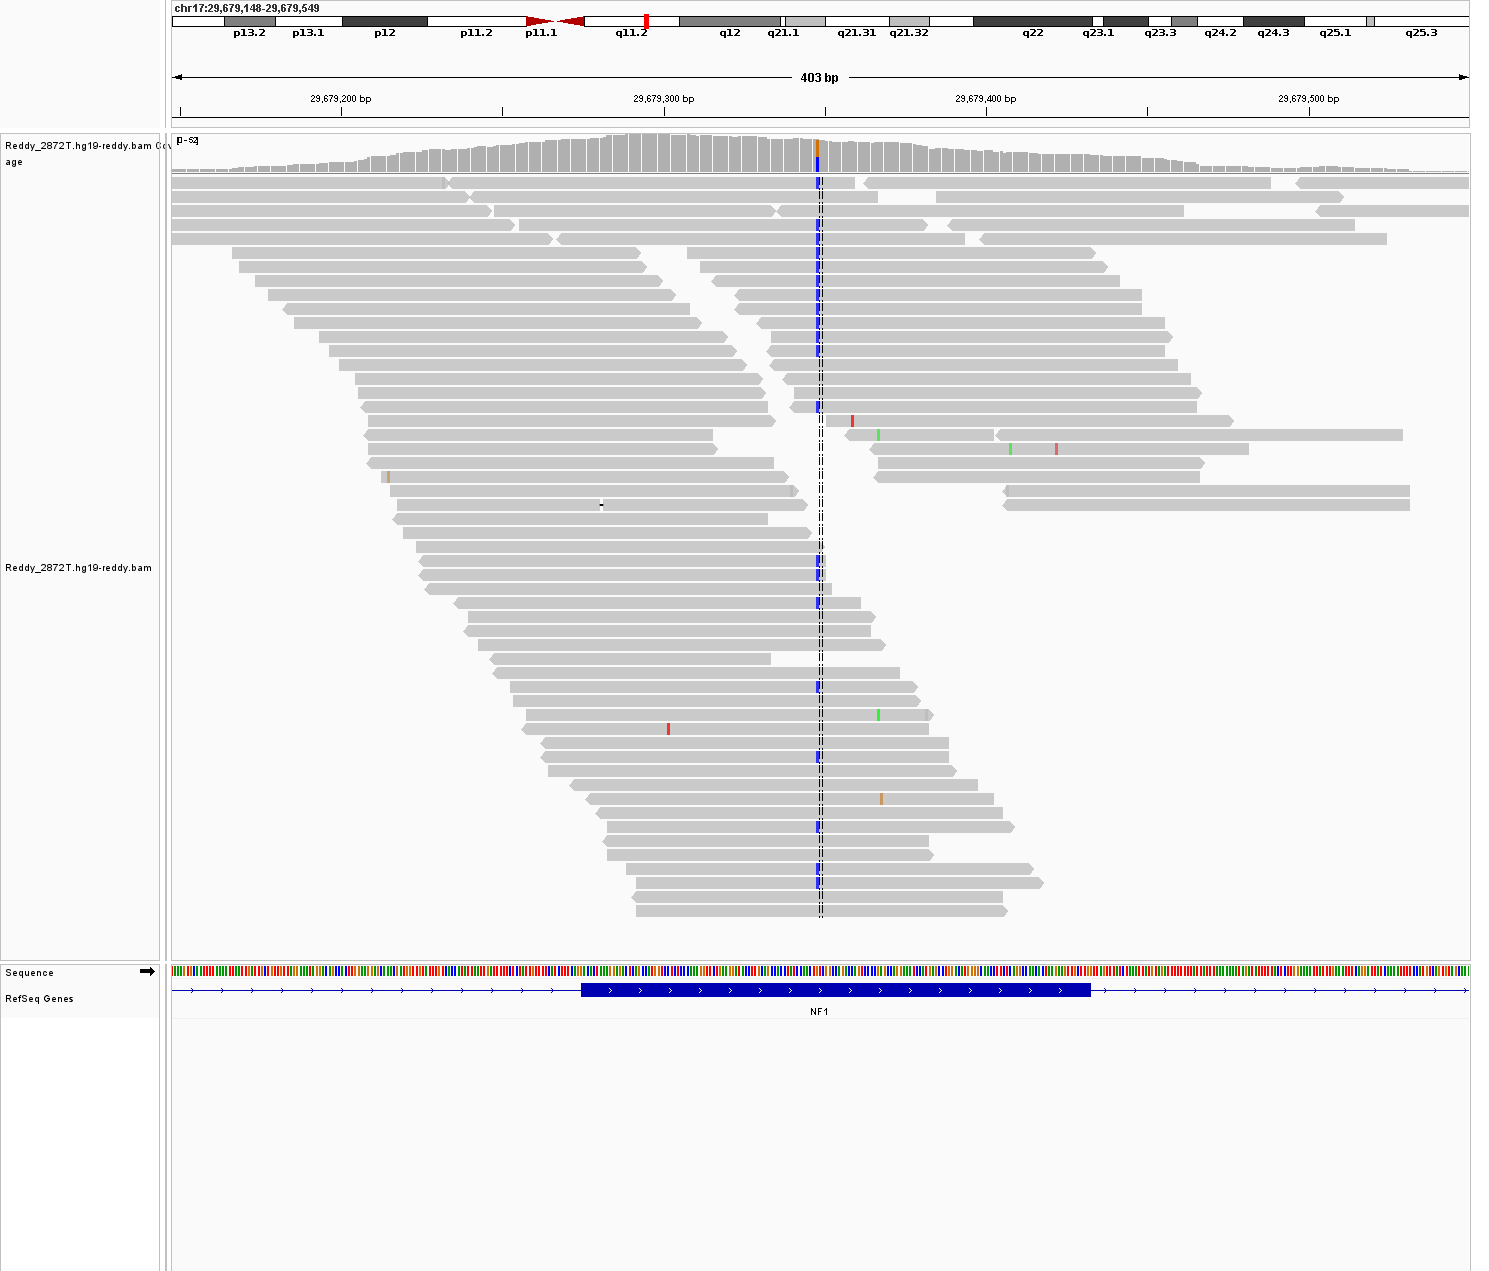 chr17:29,679,148-29,679,549
p13.2 p13.1 p12 p11.2 p11.1 q11.2 q12 q21.1 q21.31 q21.32 q22 q23.1 q23.3 q24.2 q24.3 q25.1 q25.3
403 bp
29,679,200 bp 29,679,300 bp 29,679,400 bp 29,679,500 bp
Reddy_2872T.hg19-reddy.bam Cov
age
[0-52]
Reddy_2872T.hg19-reddy.bam
Sequence
RefSeq Genes
NF1